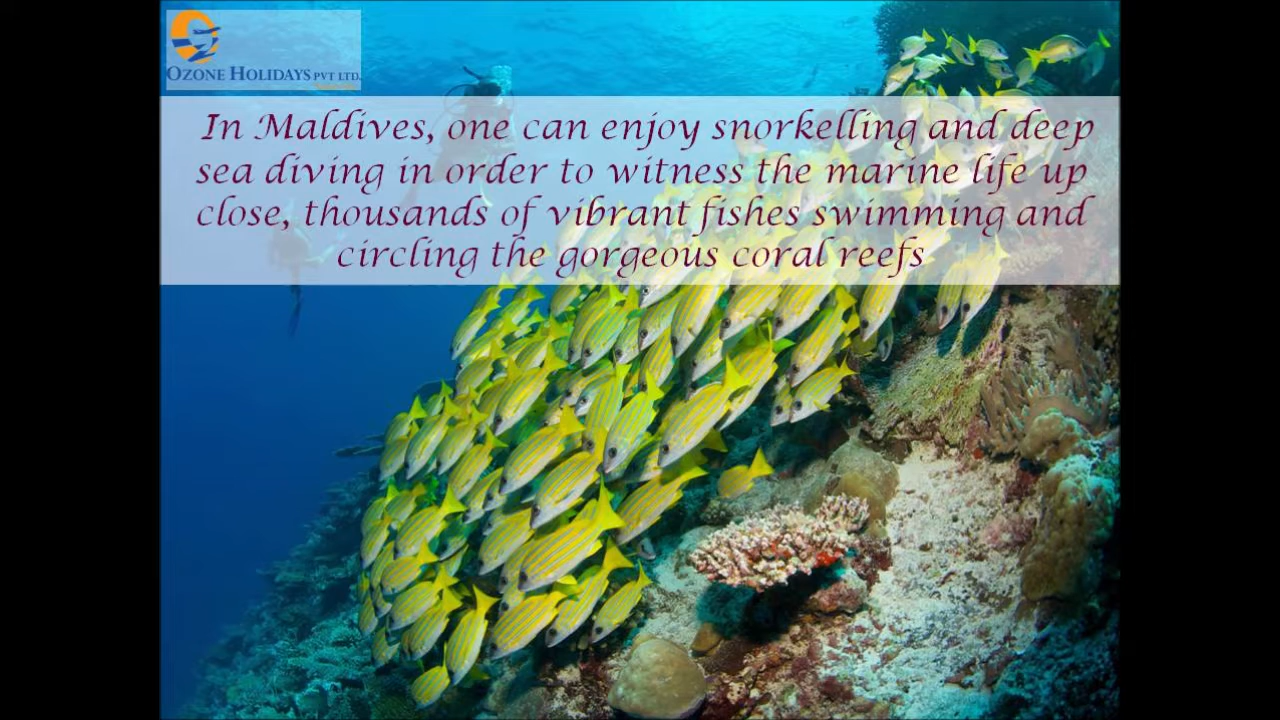 OZONE HOLIDAYS PVT LTD.
In Maldives, one can enjoy snorkelling and deep
sea diving in order to witness the marine life up
close, thousands of vibrant fishes swimming and
circling the gorgeous coral reefs